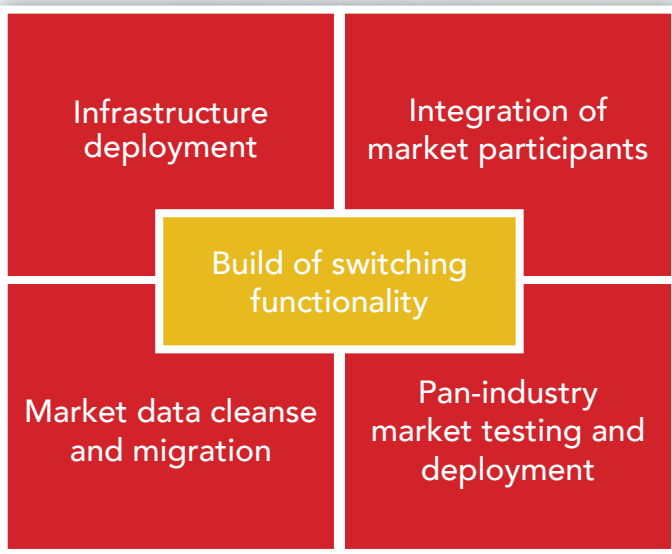 Infrastructure
deployment
Integration of
market participants
Build of switching
functionality
Market data cleanse
and migration
Pan-industry
market testing and
deployment